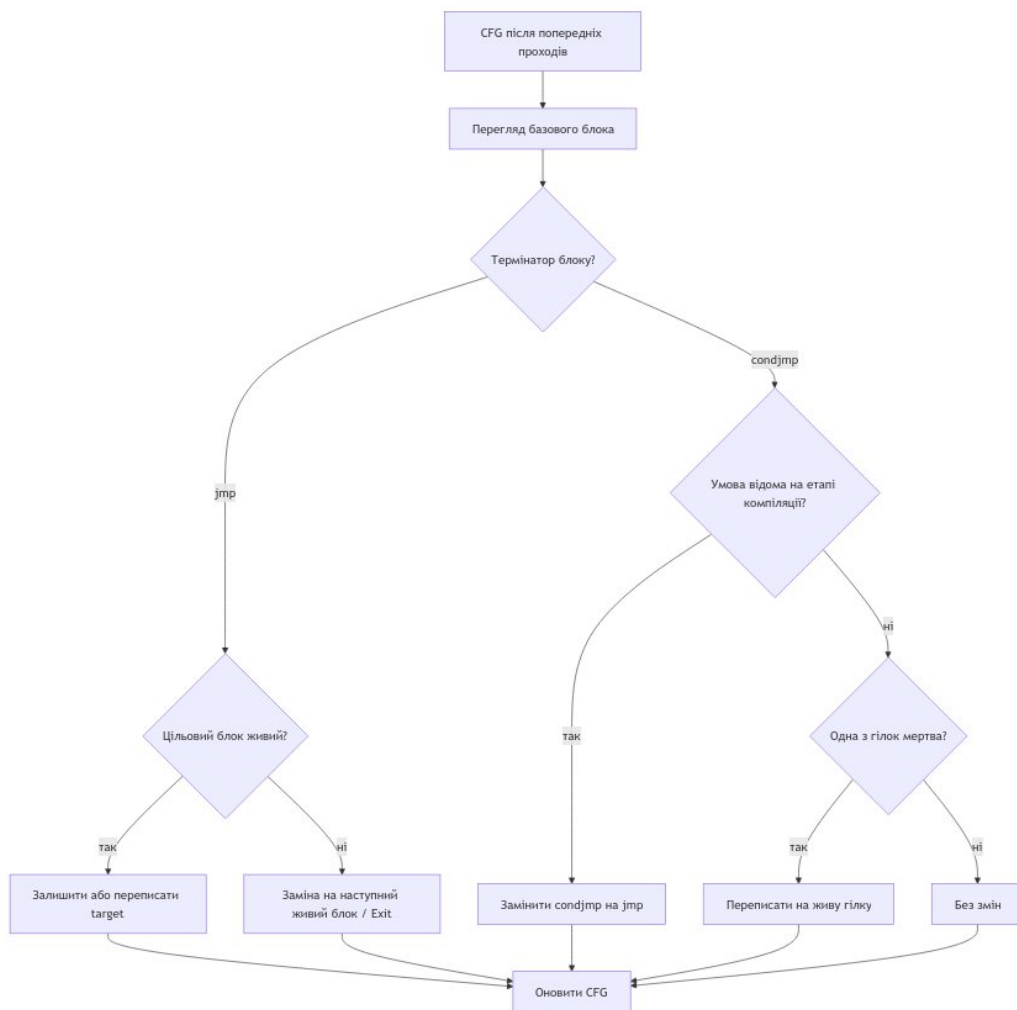 CFG після попередніх
проходів
Перегляд базового блока
Термінатор блоку?
condjmp
Умова відома на етапі
компіляції?
jmp
ні
Цільовий блок живий?
так
Одна з гілок мертва?
так
ні
так
ні
Залишити або переписати
target
Заміна на наступний
живий блок / Exit
Замінити condjmp на jmp
Переписати на живу гілку
Без змін
Оновити CFG